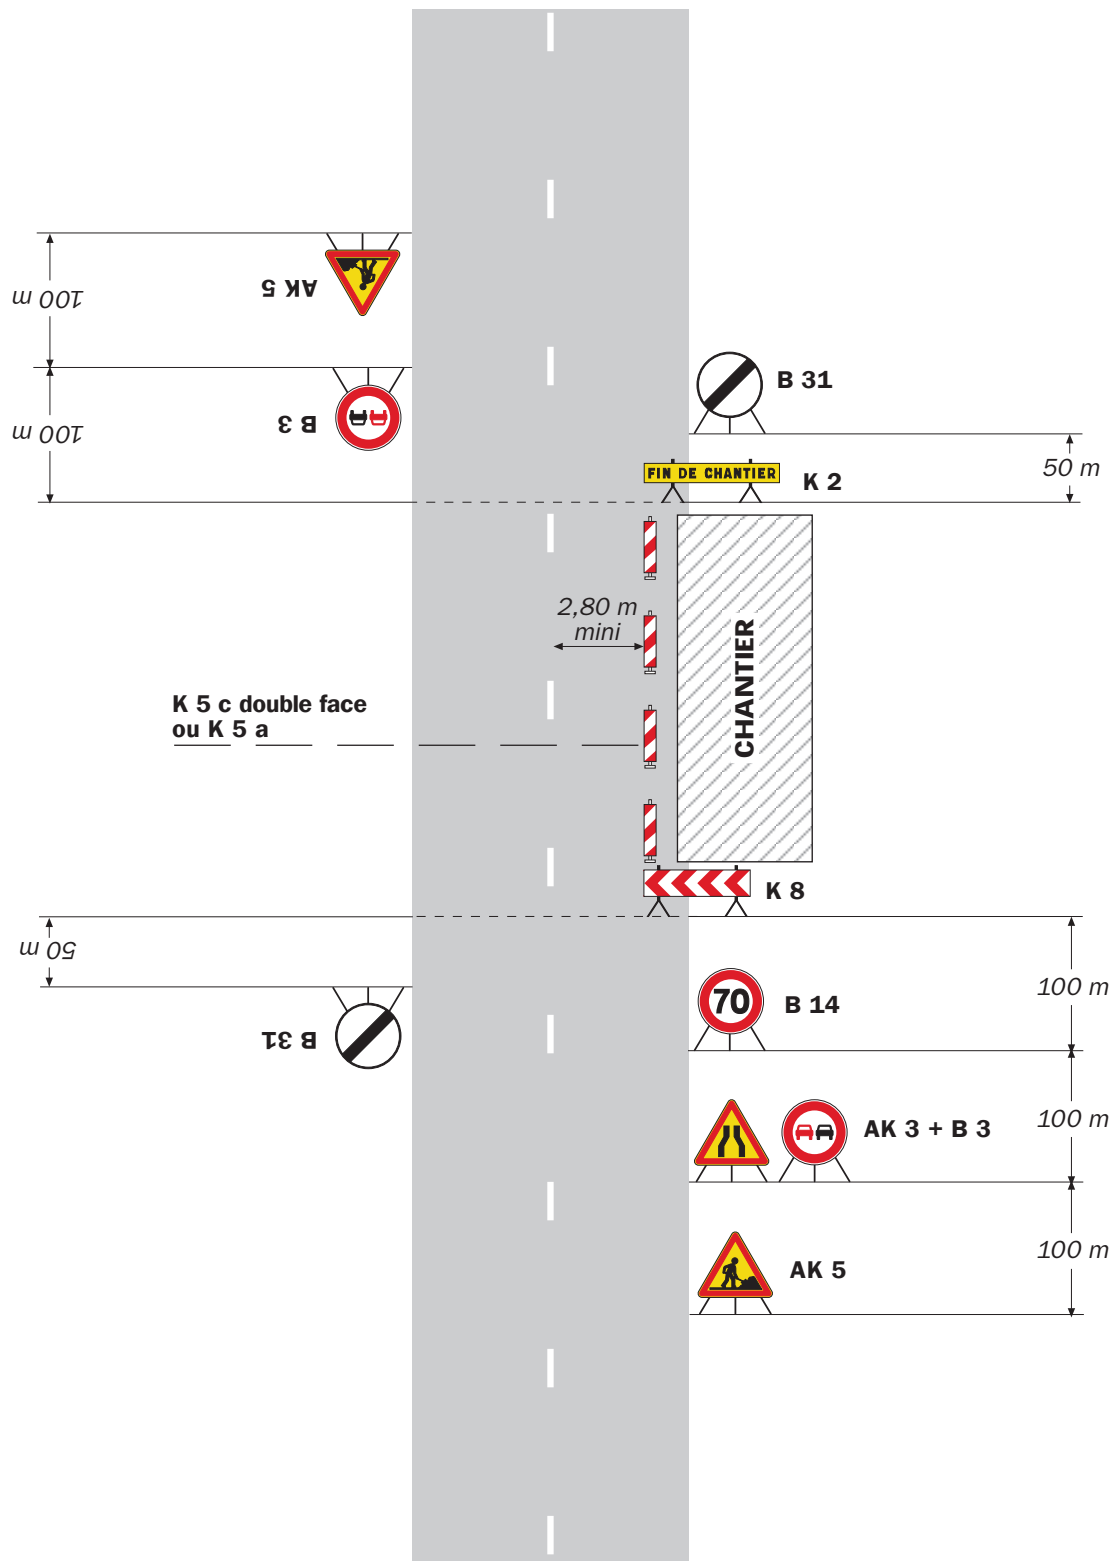 AK 5
100 m
B 3
100 m
B 31
FIN DE CHANTIER
K 2
50 m
2,80 m
mini
CHANTIER
K 5 c double face
ou K 5 a
K 8
50 m
B 31
70
B 14
100 m
AK 3 + B 3
100 m
AK 5
100 m